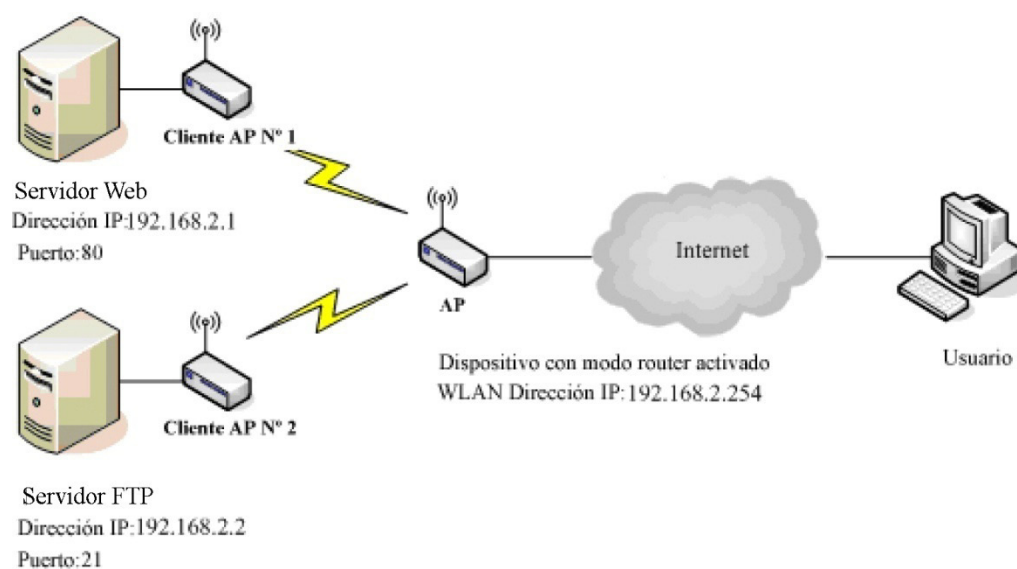 Cliente AP Nº 1
Servidor Web
Dirección IP:192.168.2.1
Puerto:80
AP
Internet
Usuario
Dispositivo con modo router activado
WLAN Dirección IP:192.168.2.254
Cliente AP Nº 2
Servidor FTP
Dirección IP:192.168.2.2
Puerto:21